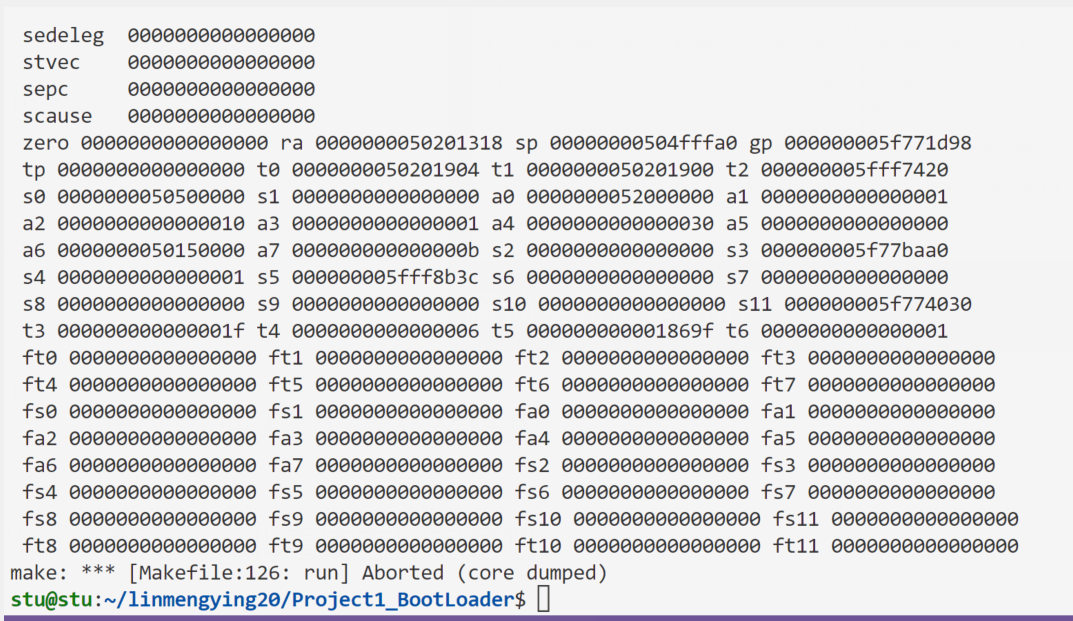 sedeleg 0000000000000000
stvec 0000000000000000
sepc 0000000000000000
scause 0000000000000000
zero 0000000000000000 ra 0000000050201318 sp 00000000504fffa0 gp 000000005f771d98
tp 0000000000000000 t0 0000000050201904 t1 0000000050201900 t2 000000005fff7420
s0 0000000050500000 s1 0000000000000000 a0 0000000052000000 a1 0000000000000001
a2 0000000000000010 a3 0000000000000001 a4 0000000000000030 a5 0000000000000000
a6 0000000050150000 a7 000000000000000b s2 0000000000000000 s3 000000005f77baa0
s4 0000000000000001 s5 000000005fff8b3c s6 0000000000000000 s7 0000000000000000
s8 0000000000000000 s9 0000000000000000 s10 0000000000000000 s11 000000005f774030
t3 000000000000001f t4 0000000000000006 t5 000000000001869f t6 0000000000000001
ft0 0000000000000000 ft1 0000000000000000 ft2 0000000000000000 ft3 0000000000000000
ft4 0000000000000000 ft5 0000000000000000 ft6 0000000000000000 ft7 0000000000000000
fs0 0000000000000000 fs1 0000000000000000 fa0 0000000000000000 fa1 0000000000000000
fa2 0000000000000000 fa3 0000000000000000 fa4 0000000000000000 fa5 0000000000000000
fa6 0000000000000000 fa7 0000000000000000 fs2 0000000000000000 fs3 0000000000000000
fs4 0000000000000000 fs5 0000000000000000 fs6 0000000000000000 fs7 0000000000000000
fs8 0000000000000000 fs9 0000000000000000 fs10 0000000000000000 fs11 0000000000000000
ft8 0000000000000000 ft9 0000000000000000 ft10 0000000000000000 ft11 0000000000000000
make: *** [Makefile:126: run] Aborted (core dumped)
stu@stu:~/linmengying20/Project1_BootLoader$